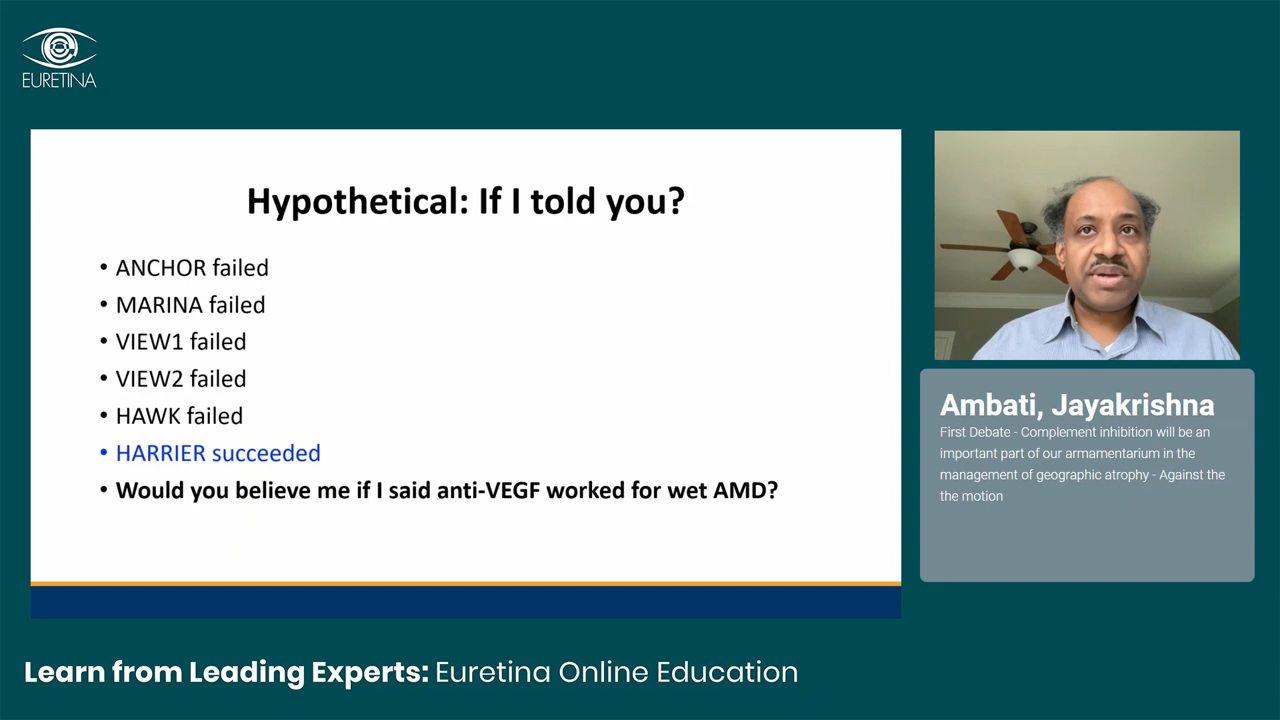 EURETINA
Hypothetical: If I told you?
• ANCHOR failed
• MARINA failed
• VIEW1 failed
• VIEW2 failed
• HAWK failed
• HARRIER succeeded
• Would you believe me if I said anti-VEGF worked for wet AMD?
Ambati, Jayakrishna
First Debate - Complement inhibition will be an
important part of our armamentarium in the
management of geographic atrophy - Against the
the motion
Learn from Leading Experts: Euretina Online Education